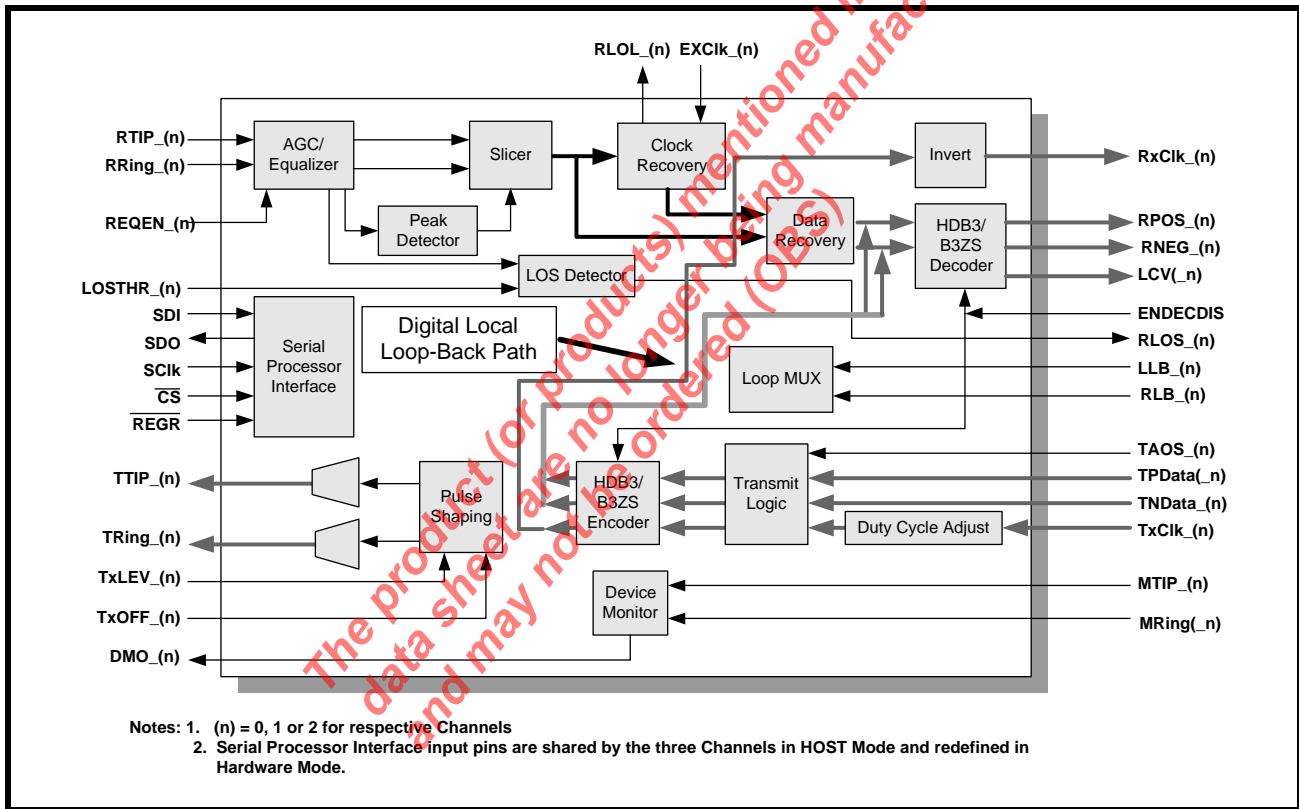 RLOL_(n) EXClk_(n)
RTIP_(n)
RRing_(n)
REQEN_(n)
LOSTHR_(n)
SDI
SDO
SClk
CS
REGR
TTIP_(n)
TRing_(n)
TxLEV_(n)
TxOFF_(n)
DMO_(n)
AGC/
Equalizer
Slicer
Clock
Recovery
Invert
Peak
Detector
Data
Recovery
HDB3/
B3ZS
Decoder
LOS Detector
Serial
Processor
Interface
Digital Local
Loop-Back Path
Loop MUX
Pulse
Shaping
HDB3/
B3ZS
Encoder
Transmit
Logic
Duty Cycle Adjust
Device
Monitor
RxClk_(n)
RPOS_(n)
RNEG_(n)
LCV(_n)
ENDECDIS
RLOS_(n)
LLB_(n)
RLB_(n)
TAOS_(n)
TPData(_n)
TNData_(n)
TxClk_(n)
MTIP_(n)
MRing(_n)
The product (or products) mentioned
data sheet are no longer being manufac
and may not be ordered (OBS)
Notes: 1. (n) = 0, 1 or 2 for respective Channels
2. Serial Processor Interface input pins are shared by the three Channels in HOST Mode and redefined in
Hardware Mode.